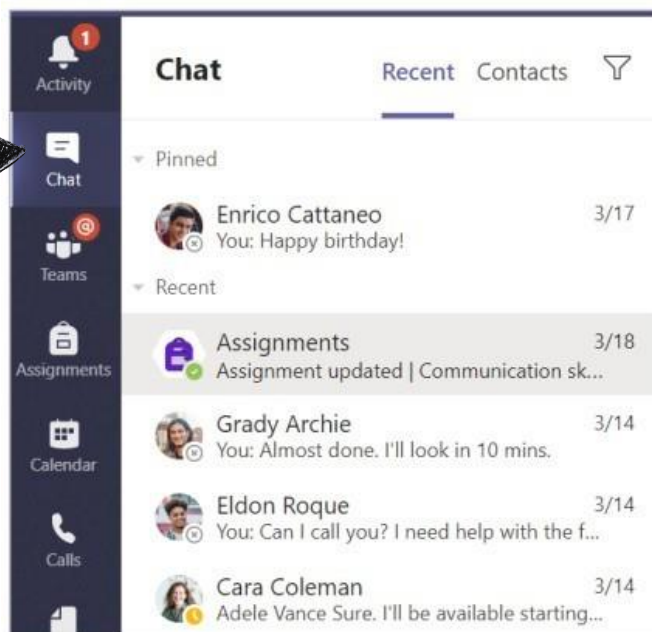 1
Activity
Chat
@
Teams
Assignments
Calendar
Calls
Chat Recent Contacts
Pinned
Enrico Cattaneo 3/17
You: Happy birthday!
Recent
Assignments 3/18
Assignment updated | Communication sk...
Grady Archie 3/14
You: Almost done. I'll look in 10 mins.
Eldon Roque 3/14
You: Can I call you? I need help with the f...
Cara Coleman 3/14
Adele Vance Sure. I'll be available starting...